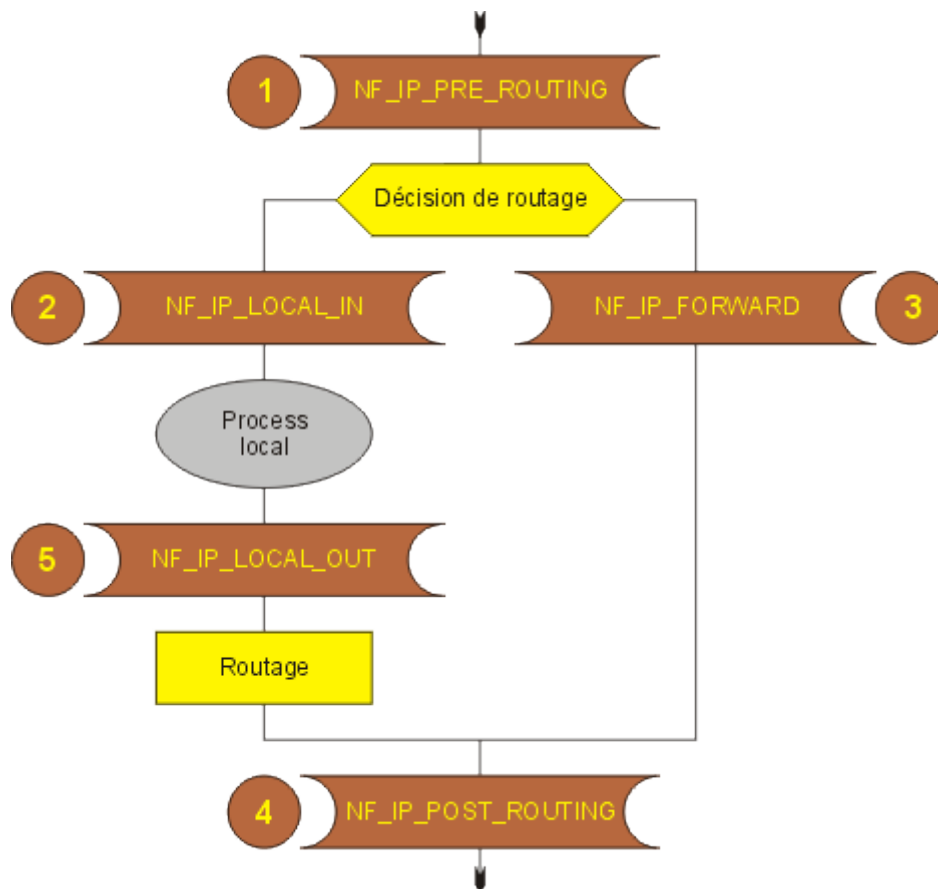 1
NF_IP_PRE_ROUTING
Décision de routage
2
NF_IP_LOCAL_IN
NF_IP_FORWARD
3
Process
local
5
NF_IP_LOCAL_OUT
Routage
4
NF_IP_POST_ROUTING